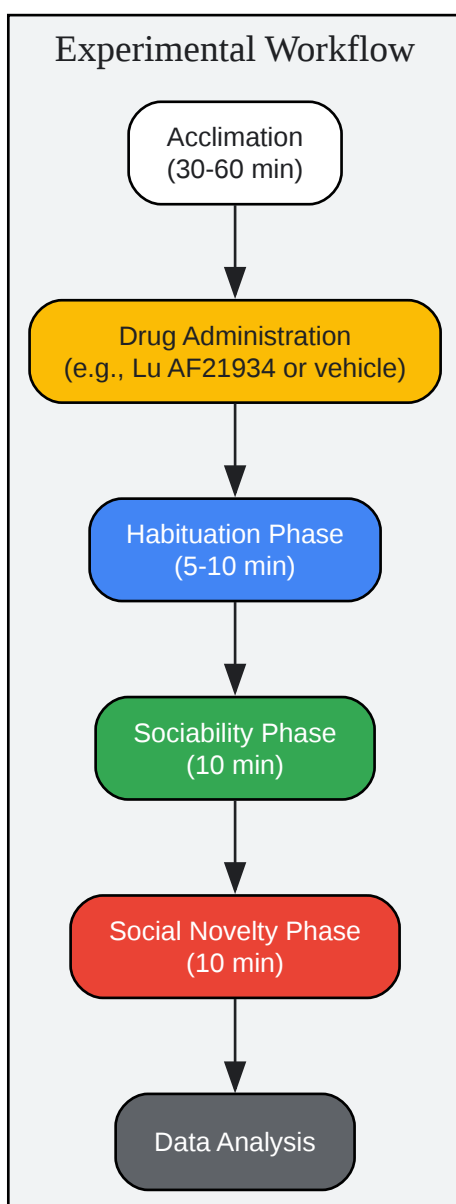 Experimental Workflow
Acclimation
(30-60 min)
Drug Administration
(e.g., Lu AF21934 or vehicle)
Habituation Phase
(5-10 min)
Sociability Phase
(10 min)
Social Novelty Phase
(10 min)
Data Analysis